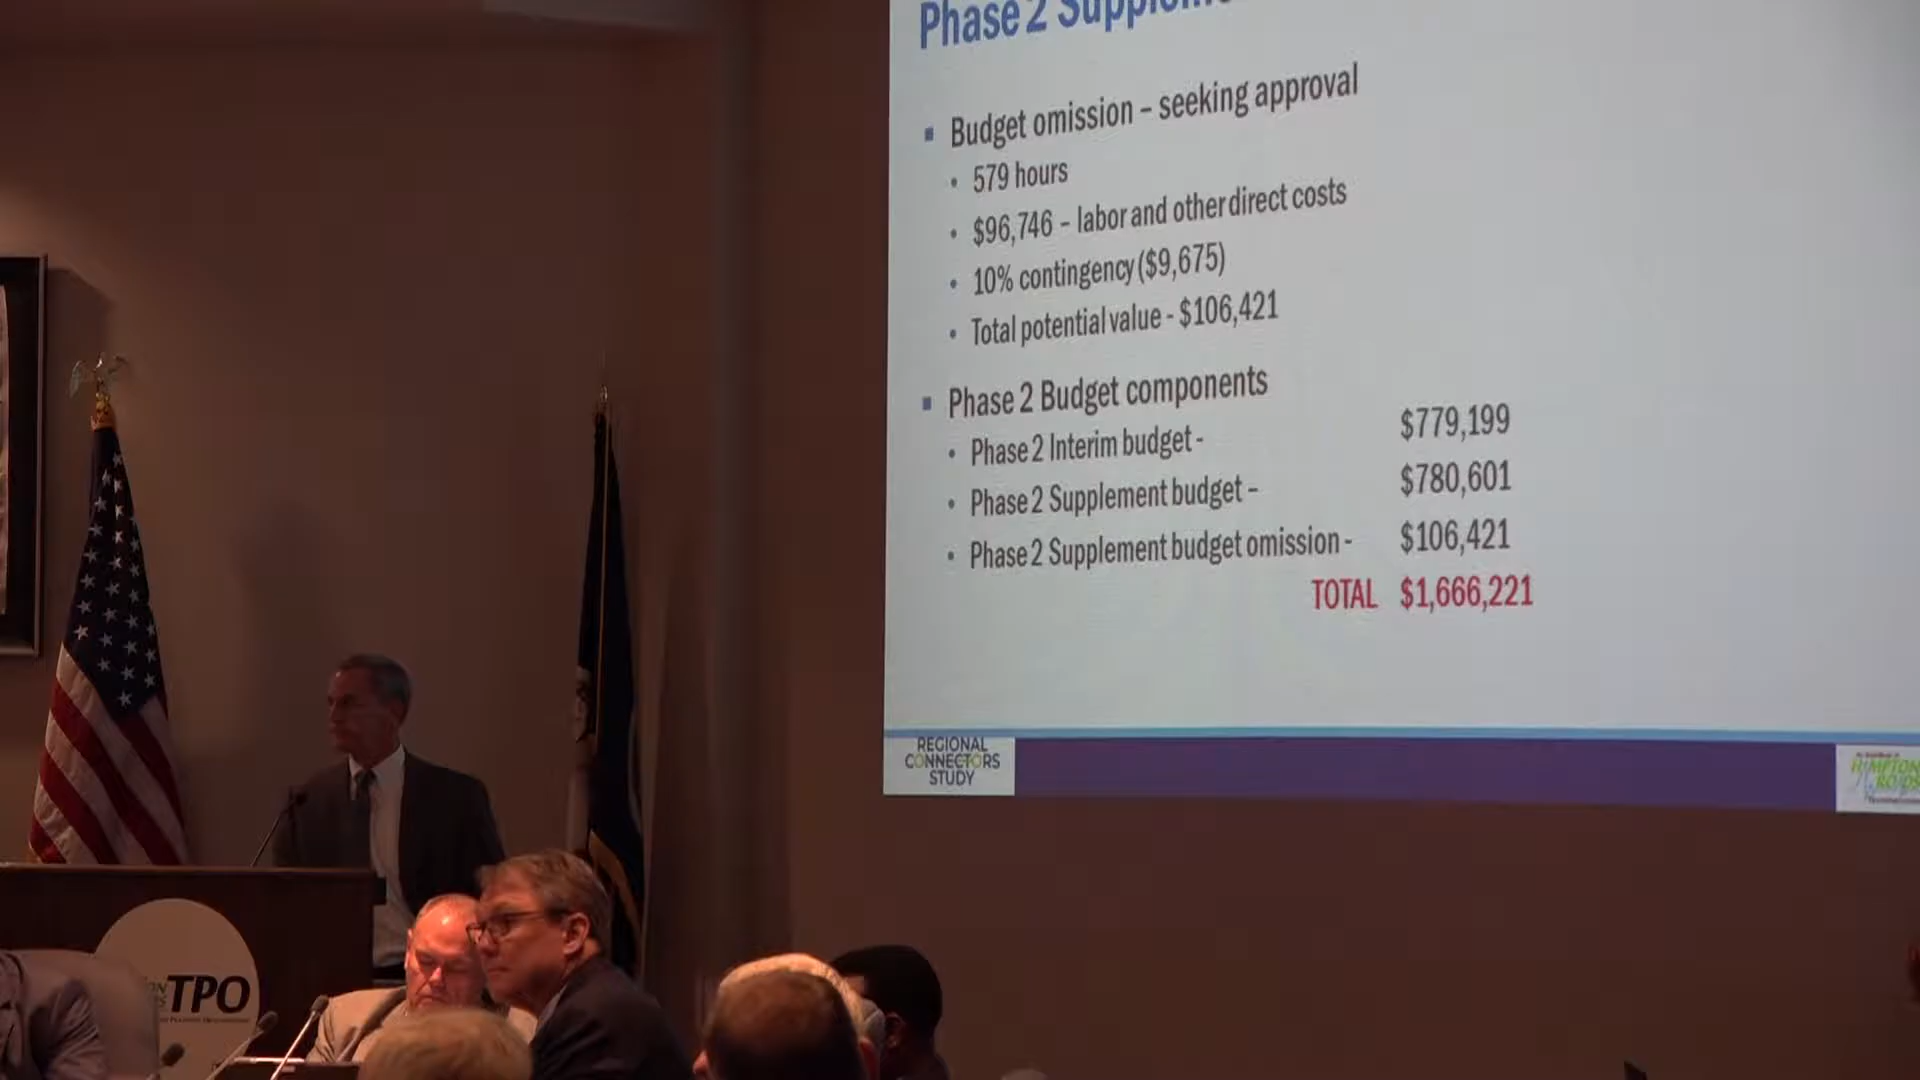 Phase 2
Budget omission – seeking approval
579 hours
$96,746 – labor and other direct costs
10% contingency ($9,675)
Total potential value - $106,421
Phase 2 Budget components
Phase 2 Interim budget - $779,199
Phase 2 Supplement budget – $780,601
Phase 2 Supplement budget omission - $106,421
TOTAL $1,666,221
REGIONAL
CONNECTORS
STUDY
HAMPTON
ROADS
TPO